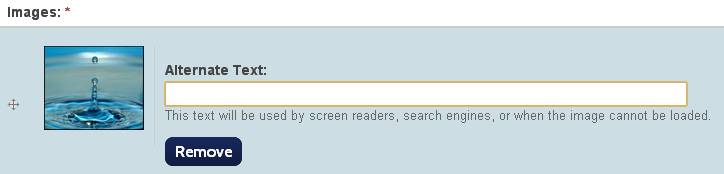 Images: *
Alternate Text:
This text will be used by screen readers, search engines, or when the image cannot be loaded.
Remove